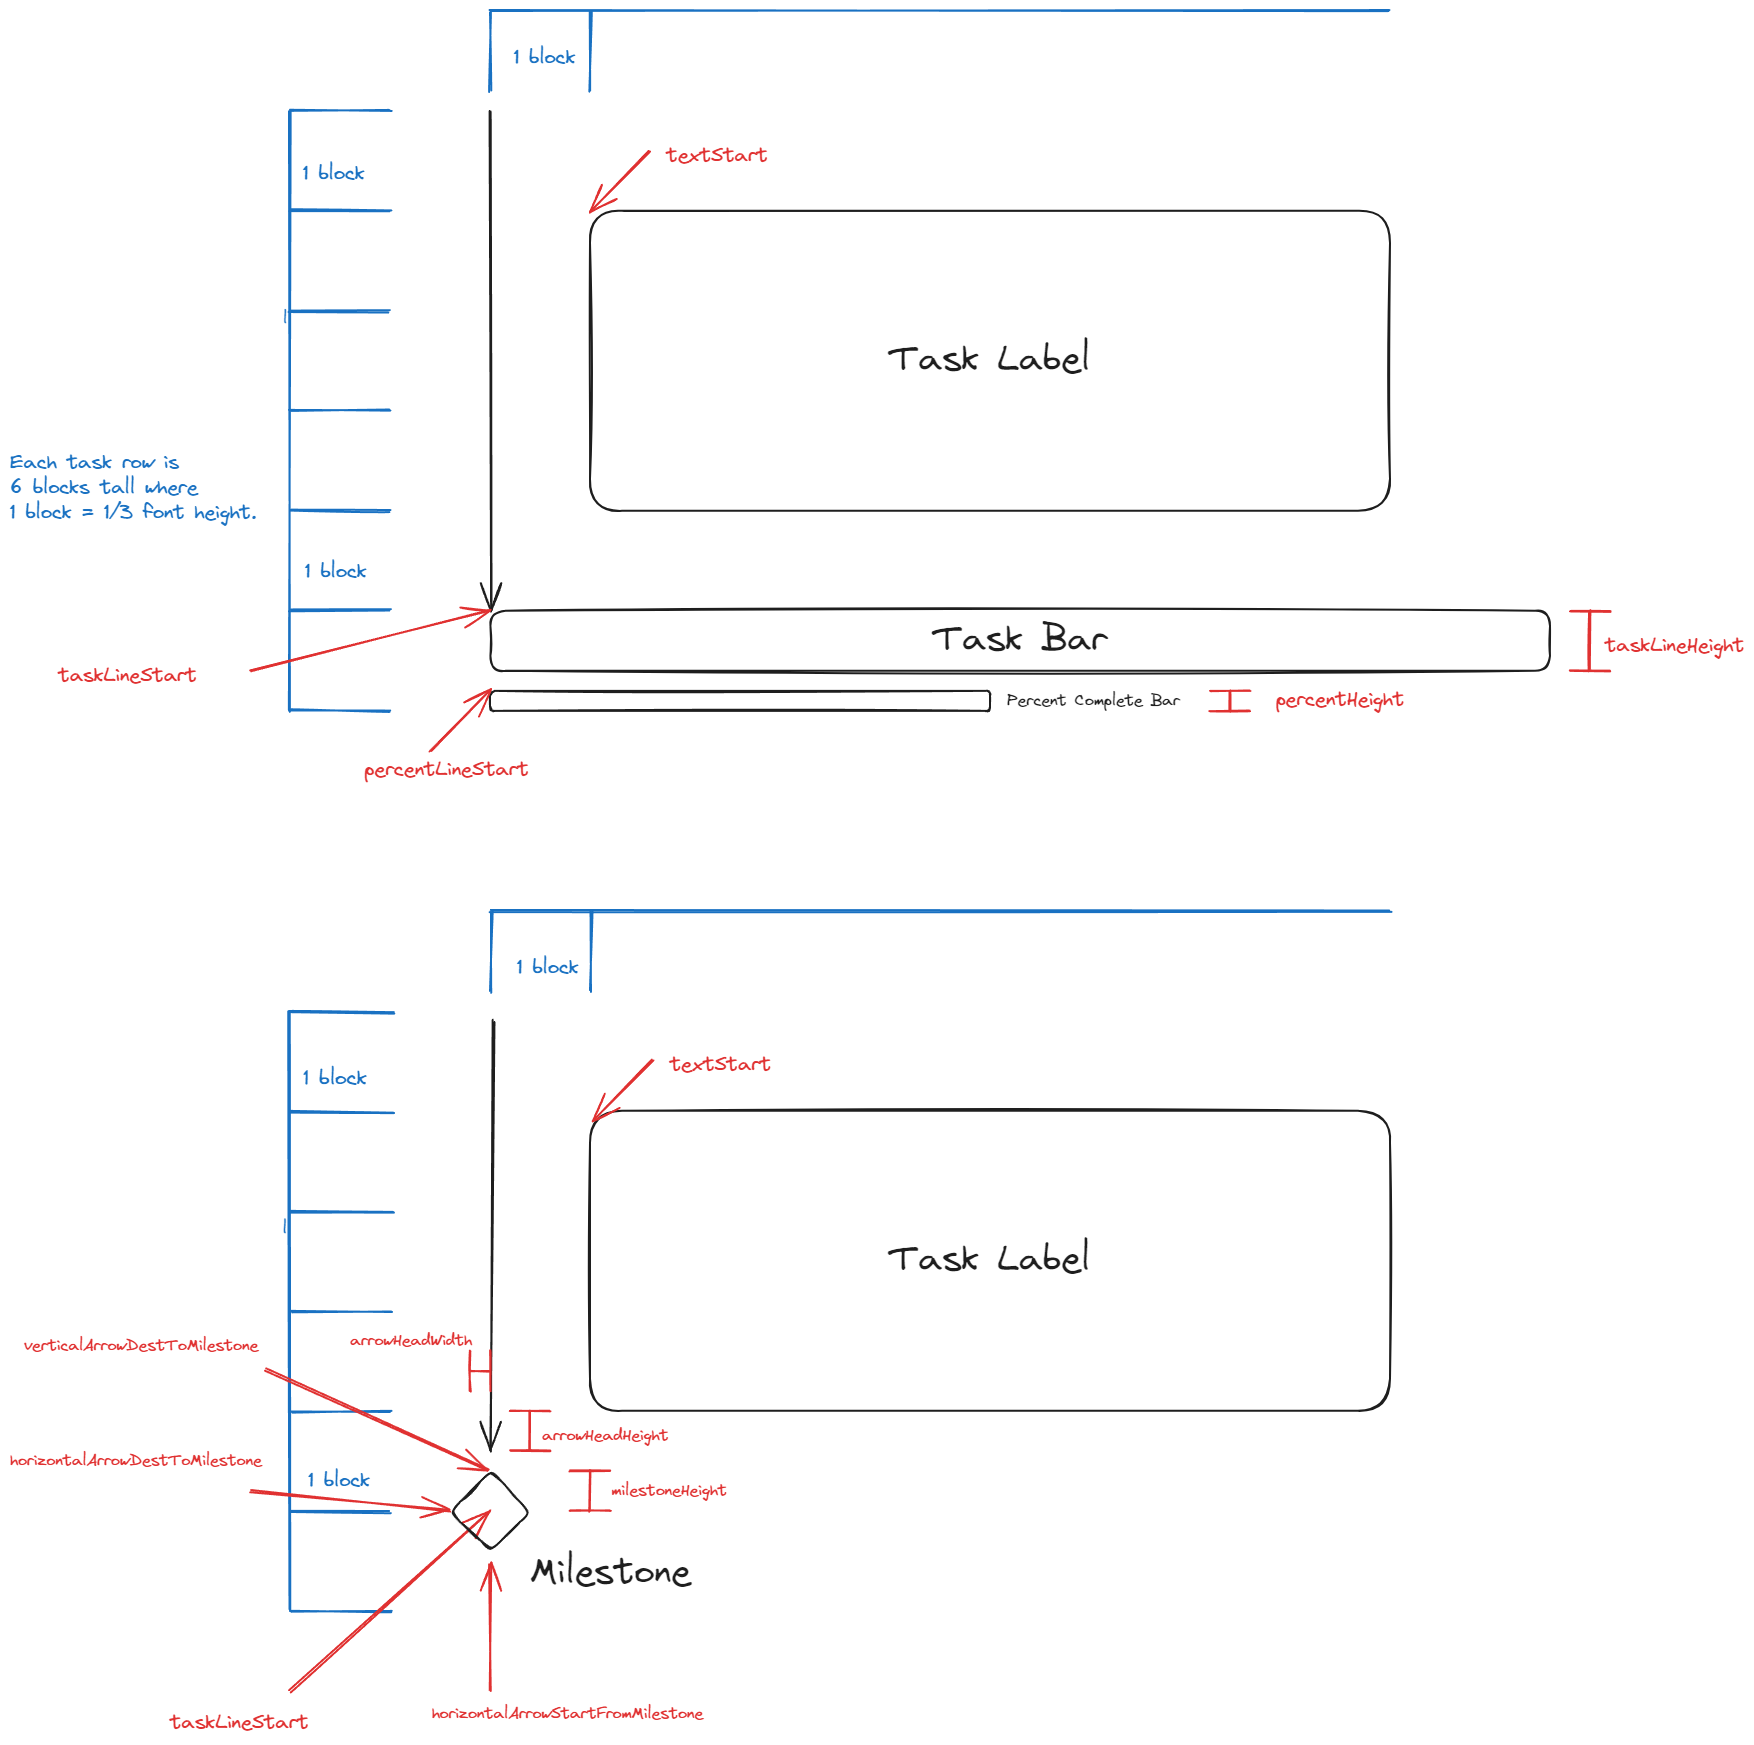 1 block
1 block
textStart
Task Label
Each task row is
6 blocks tall where
1 block = 1/3 font height.
1 block
Task Bar
taskLineHeight
taskLineStart
Percent Complete Bar
percentHeight
percentLineStart
1 block
1 block
textStart
Task Label
verticalArrowDestToMilestone
arrowHeadWidth
arrowHeadHeight
horizontalArrowDestToMilestone
1 block
milestoneHeight
Milestone
taskLineStart
horizontalArrowStartFromMilestone